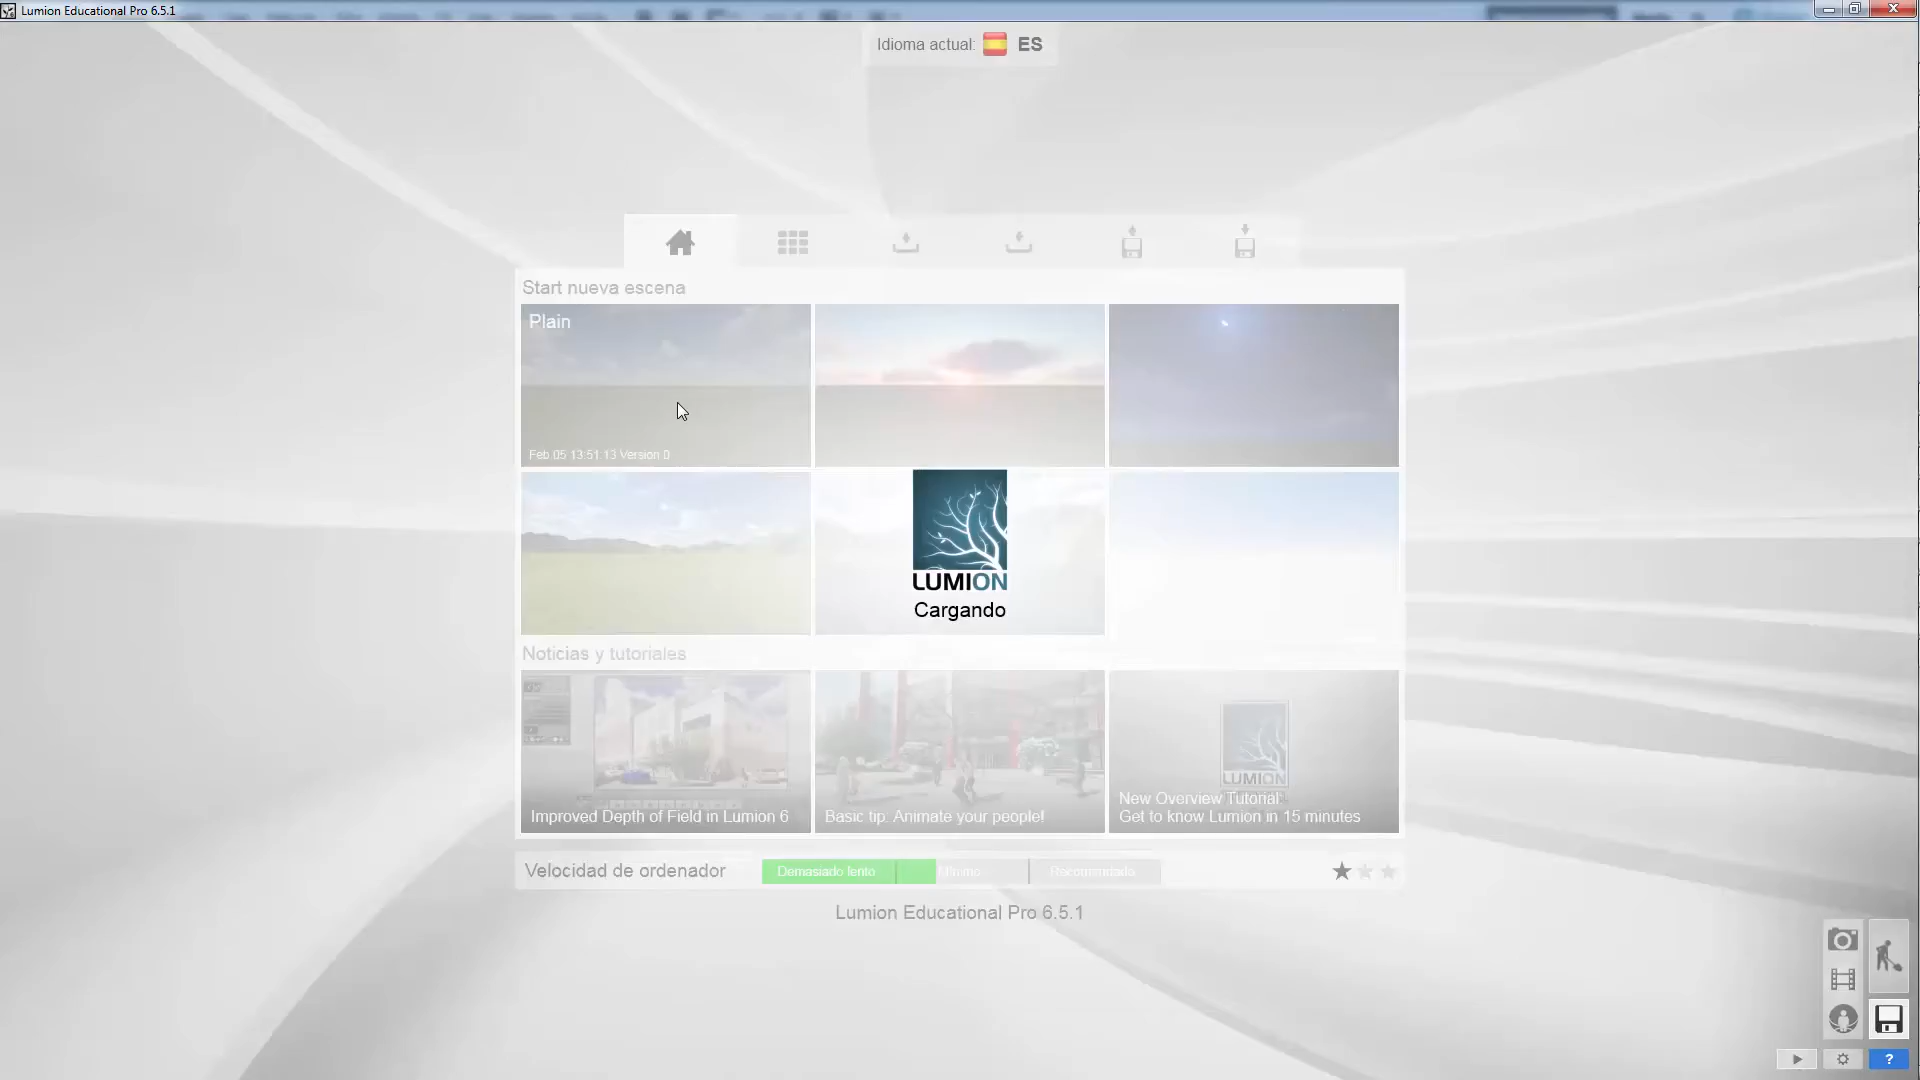 Lumion Educational Pro 6.5.1
Idioma actual: ES
Start nueva escena
Plain
Feb 05 13:51:13 Version 0
LUMION
Cargando
Noticias y tutoriales
Improved Depth of Field in Lumion 6
Basic tip: Animate your people!
LUMION
New Overview Tutorial:
Get to know Lumion in 15 minutes
Velocidad de ordenador
Demasiado lento
Mínimo
Recomendado
Lumion Educational Pro 6.5.1
?